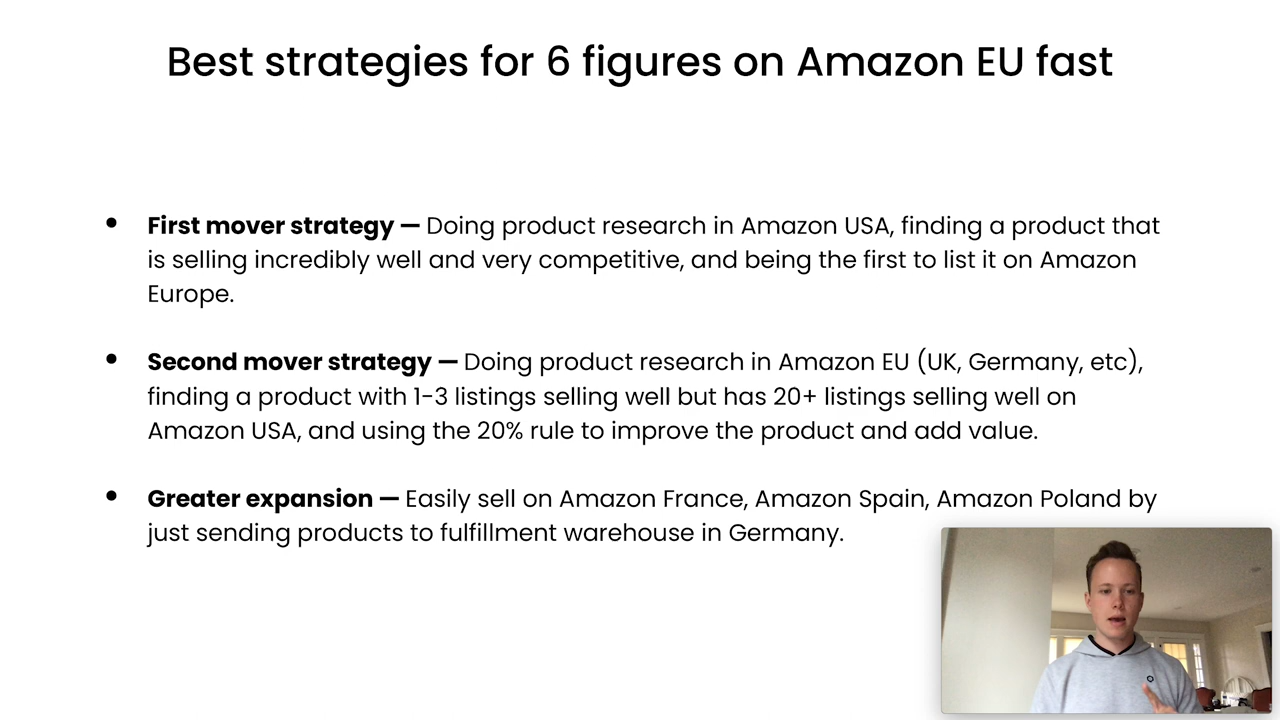 Best strategies for 6 figures on Amazon EU fast
• First mover strategy — Doing product research in Amazon USA, finding a product that
is selling incredibly well and very competitive, and being the first to list it on Amazon
Europe.
• Second mover strategy — Doing product research in Amazon EU (UK, Germany, etc),
finding a product with 1-3 listings selling well but has 20+ listings selling well on
Amazon USA, and using the 20% rule to improve the product and add value.
• Greater expansion — Easily sell on Amazon France, Amazon Spain, Amazon Poland by
just sending products to fulfillment warehouse in Germany.